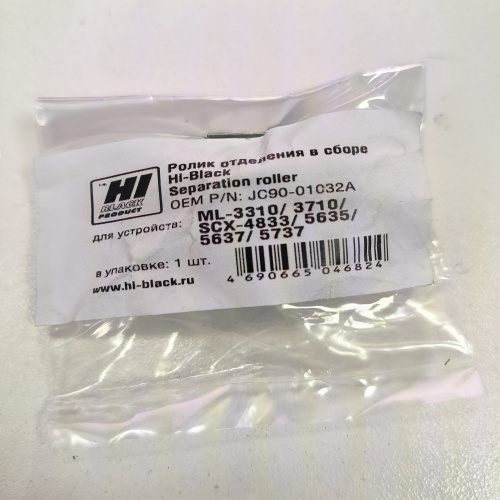 HI
BLACK
PRODUCT
Ролик отделения в сборе
Hi-Black
Separation roller
OEM P/N: JC90-01032A
для устройств: ML-3310/ 3710/
SCX-4833/ 5635/
5637/ 5737
в упаковке: 1 шт.
www.hi-black.ru
4 690665 046824